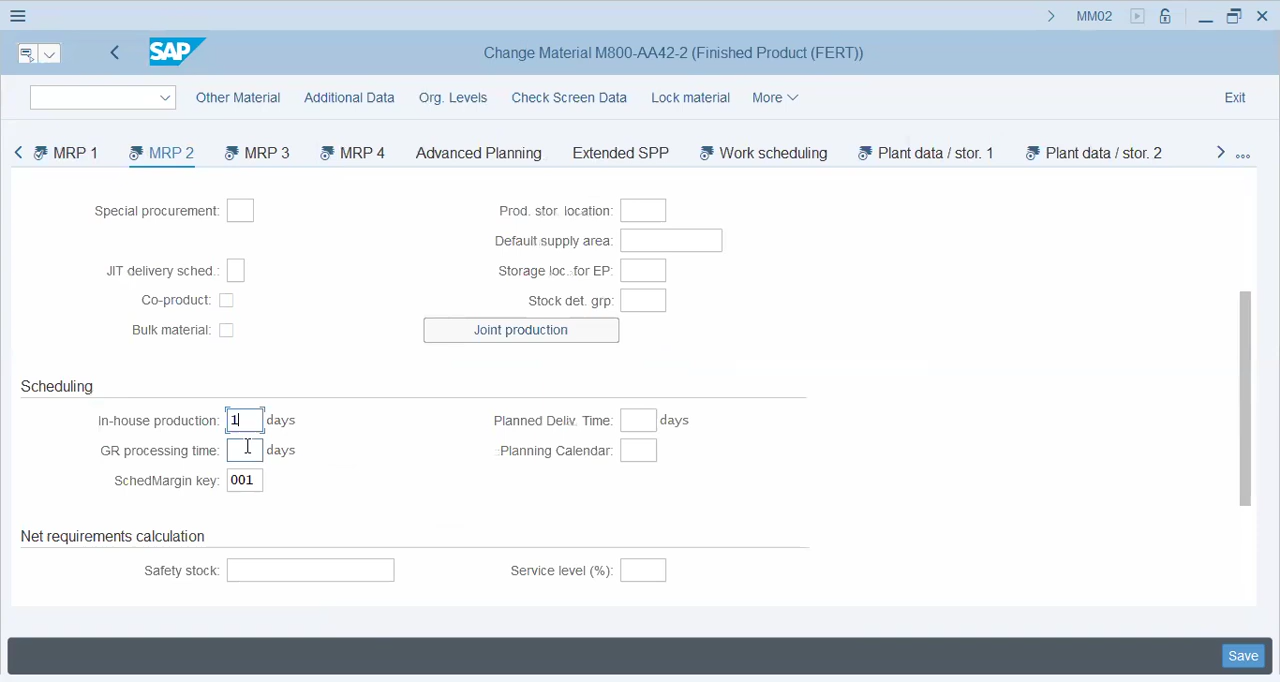 MM02
SAP Change Material M800-AA42-2 (Finished Product (FERT))
Other Material Additional Data Org. Levels Check Screen Data Lock material More Exit
MRP 1 MRP 2 MRP 3 MRP 4 Advanced Planning Extended SPP Work scheduling Plant data / stor. 1 Plant data / stor. 2
Special procurement: Prod. stor. location:
Default supply area:
JIT delivery sched.: Storage loc. for EP:
Co-product: Stock det. grp:
Bulk material: Joint production
Scheduling
In-house production: 1 days Planned Deliv. Time: days
GR processing time: days Planning Calendar:
SchedMargin key: 001
Net requirements calculation
Safety stock: Service level (%):
Save